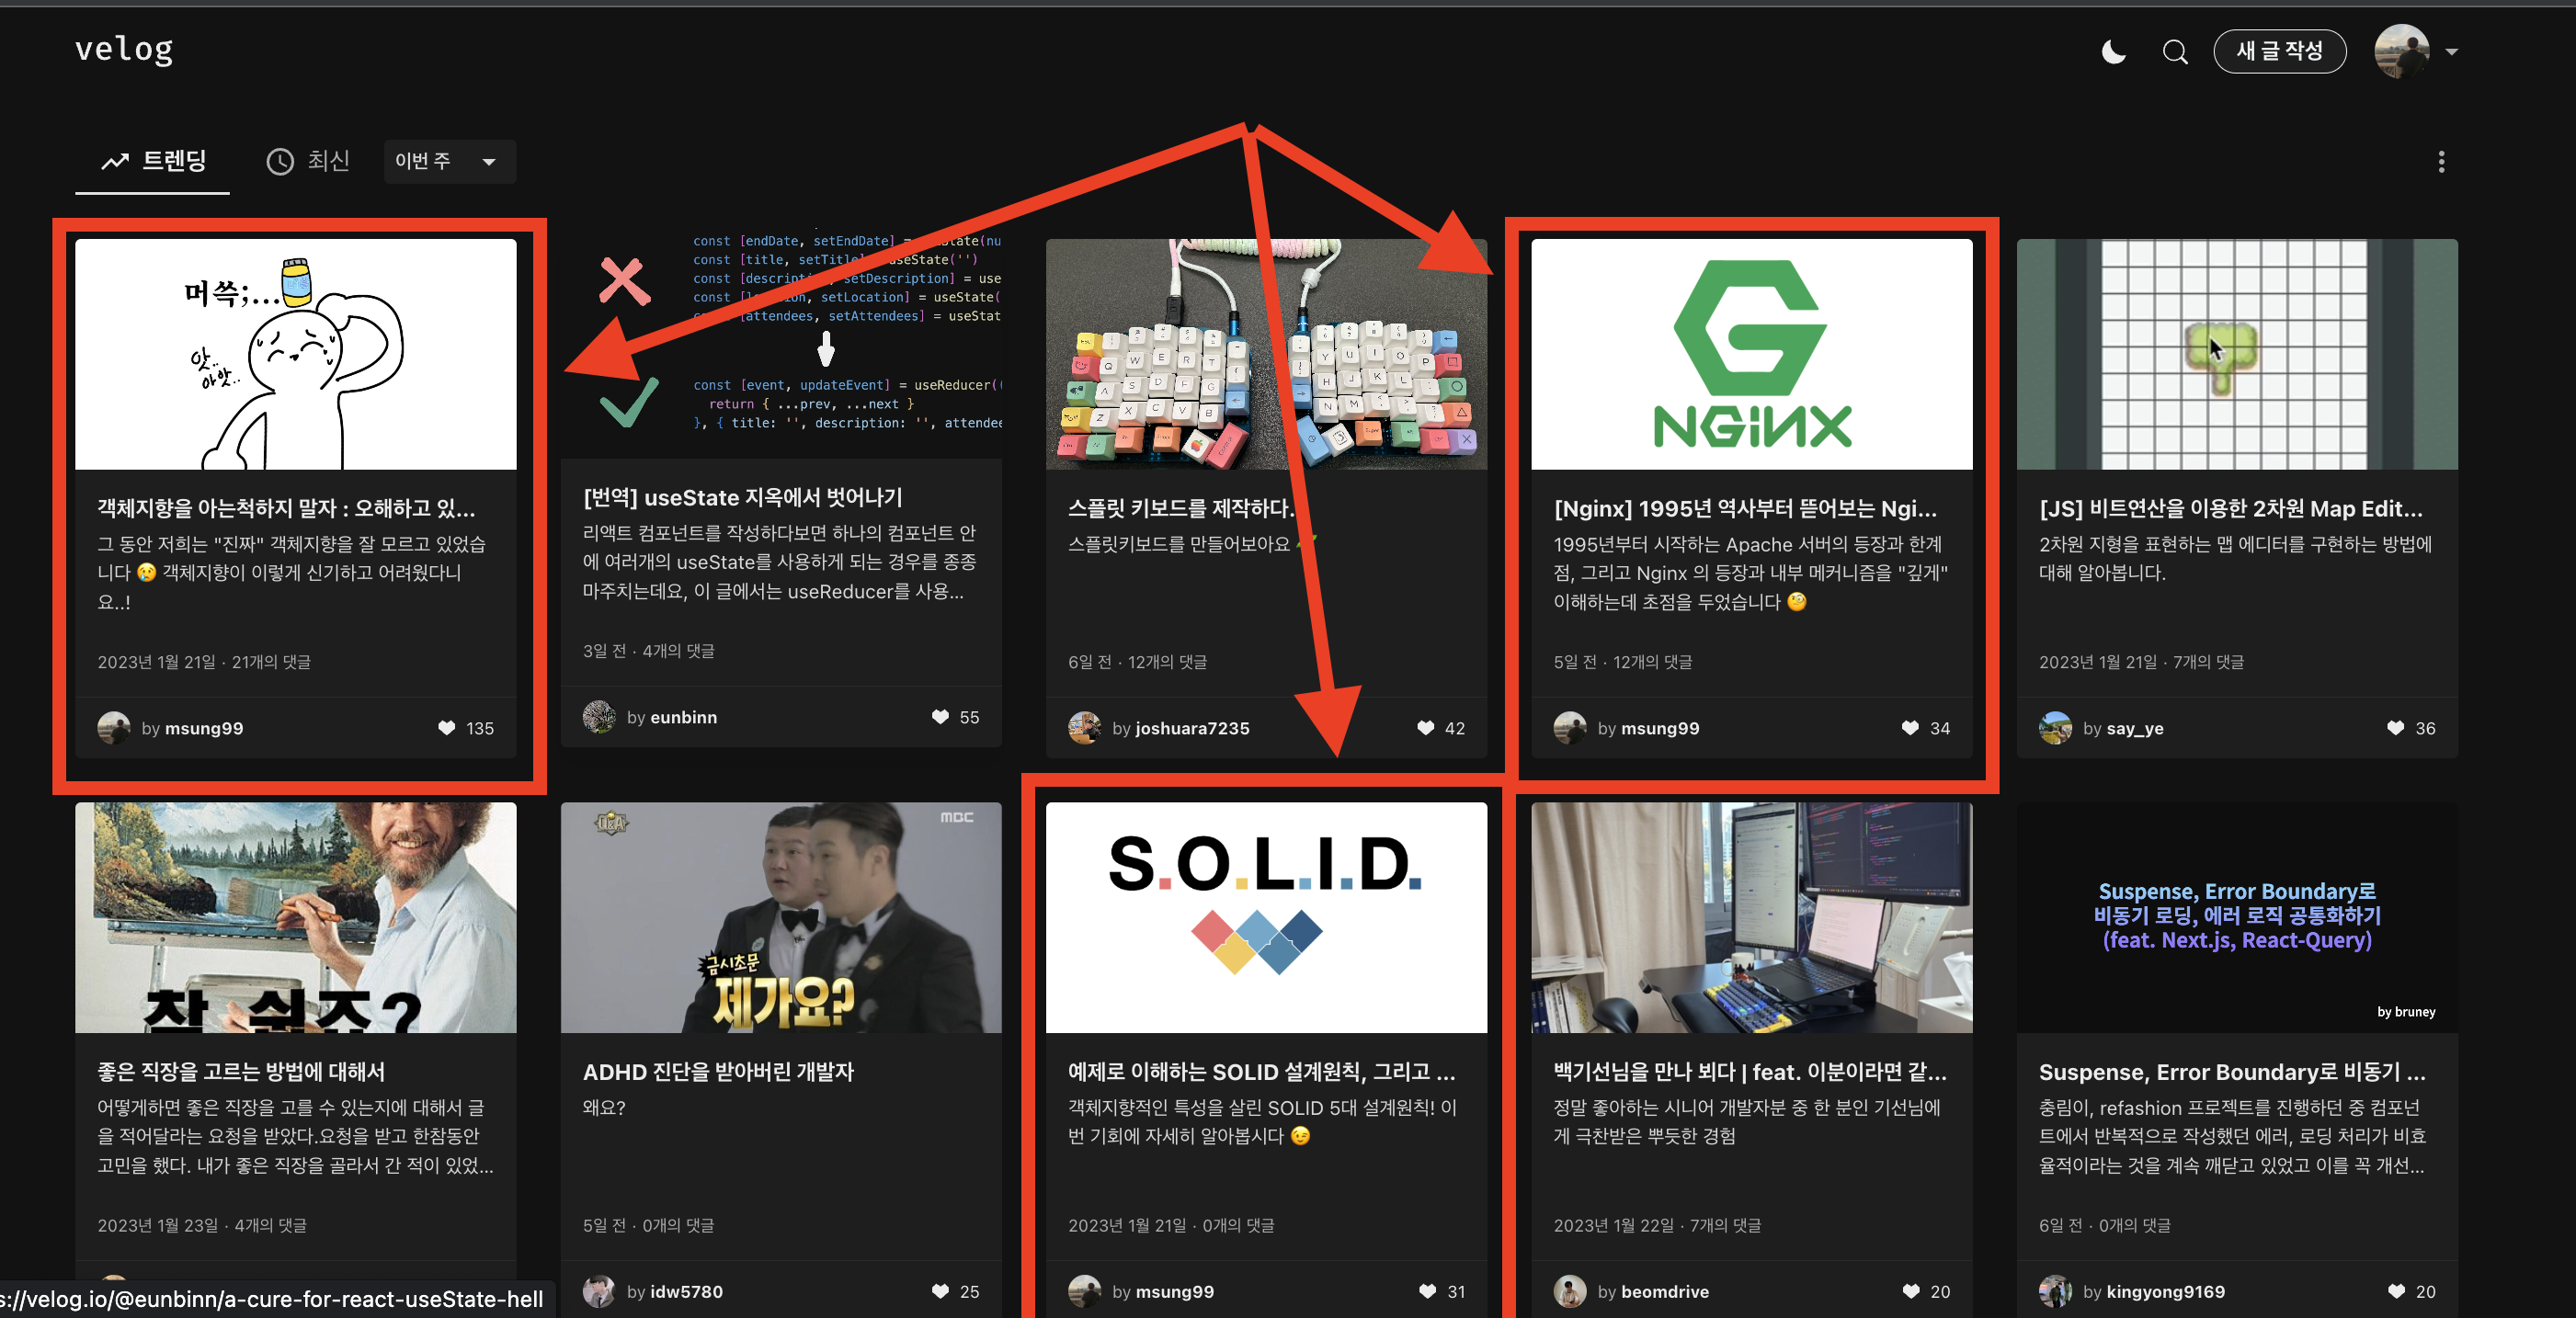 velog
새 글 작성
트렌딩
최신
이번 주
머쓱;...
앗..
아앗..
객체지향을 아는척하지 말자 : 오해하고 있...
그 동안 저희는 "진짜" 객체지향을 잘 모르고 있었습
니다 😢 객체지향이 이렇게 신기하고 어려웠다니
요..!
2023년 1월 21일 · 21개의 댓글
by msung99
135
const [endDate, setEndDate] =
const [title, setTitle]
const [descript
const
setLocation] = useState(
[attendees, setAttendees] = useStat
const [event, updateEvent] = useReducer((
return { ...prev, ...next }
}, { title: '', description: '', attendee
[번역] useState 지옥에서 벗어나기
리액트 컴포넌트를 작성하다보면 하나의 컴포넌트 안
에 여러개의 useState를 사용하게 되는 경우를 종종
마주치는데요, 이 글에서는 useReducer를 사용...
3일 전 · 4개의 댓글
by eunbinn
55
스플릿 키보드를 제작하다.
스플릿키보드를 만들어보아요
6일 전 · 12개의 댓글
by joshuara7235
42
NGINX
[Nginx] 1995년 역사부터 뜯어보는 Ngi...
1995년부터 시작하는 Apache 서버의 등장과 한계
점, 그리고 Nginx 의 등장과 내부 메커니즘을 "깊게"
이해하는데 초점을 두었습니다 🧐
5일 전 · 12개의 댓글
by msung99
34
[JS] 비트연산을 이용한 2차원 Map Edit...
2차원 지형을 표현하는 맵 에디터를 구현하는 방법에
대해 알아봅니다.
2023년 1월 21일 · 7개의 댓글
by say_ye
36
참 쉽죠?
좋은 직장을 고르는 방법에 대해서
어떻게하면 좋은 직장을 고를 수 있는지에 대해서 글
을 적어달라는 요청을 받았다.요청을 받고 한참동안
고민을 했다. 내가 좋은 직장을 골라서 간 적이 있었...
2023년 1월 23일 · 4개의 댓글
Q&A
MBC
금시초문
제가요?
ADHD 진단을 받아버린 개발자
왜요?
5일 전 · 0개의 댓글
by idw5780
25
S.O.L.I.D.
예제로 이해하는 SOLID 설계원칙, 그리고 ...
객체지향적인 특성을 살린 SOLID 5대 설계원칙! 이
번 기회에 자세히 알아봅시다 😉
2023년 1월 21일 · 0개의 댓글
by msung99
31
백기선님을 만나 뵈다 | feat. 이분이라면 같...
정말 좋아하는 시니어 개발자분 중 한 분인 기선님에
게 극찬받은 뿌듯한 경험
2023년 1월 22일 · 7개의 댓글
by beomdrive
20
Suspense, Error Boundary로
비동기 로딩, 에러 로직 공통화하기
(feat. Next.js, React-Query)
by bruney
Suspense, Error Boundary로 비동기 ...
충림이, refashion 프로젝트를 진행하던 중 컴포넌
트에서 반복적으로 작성했던 에러, 로딩 처리가 비효
율적이라는 것을 계속 깨닫고 있었고 이를 꼭 개선...
6일 전 · 0개의 댓글
by kingyong9169
20
s://velog.io/@eunbinn/a-cure-for-react-useState-hell